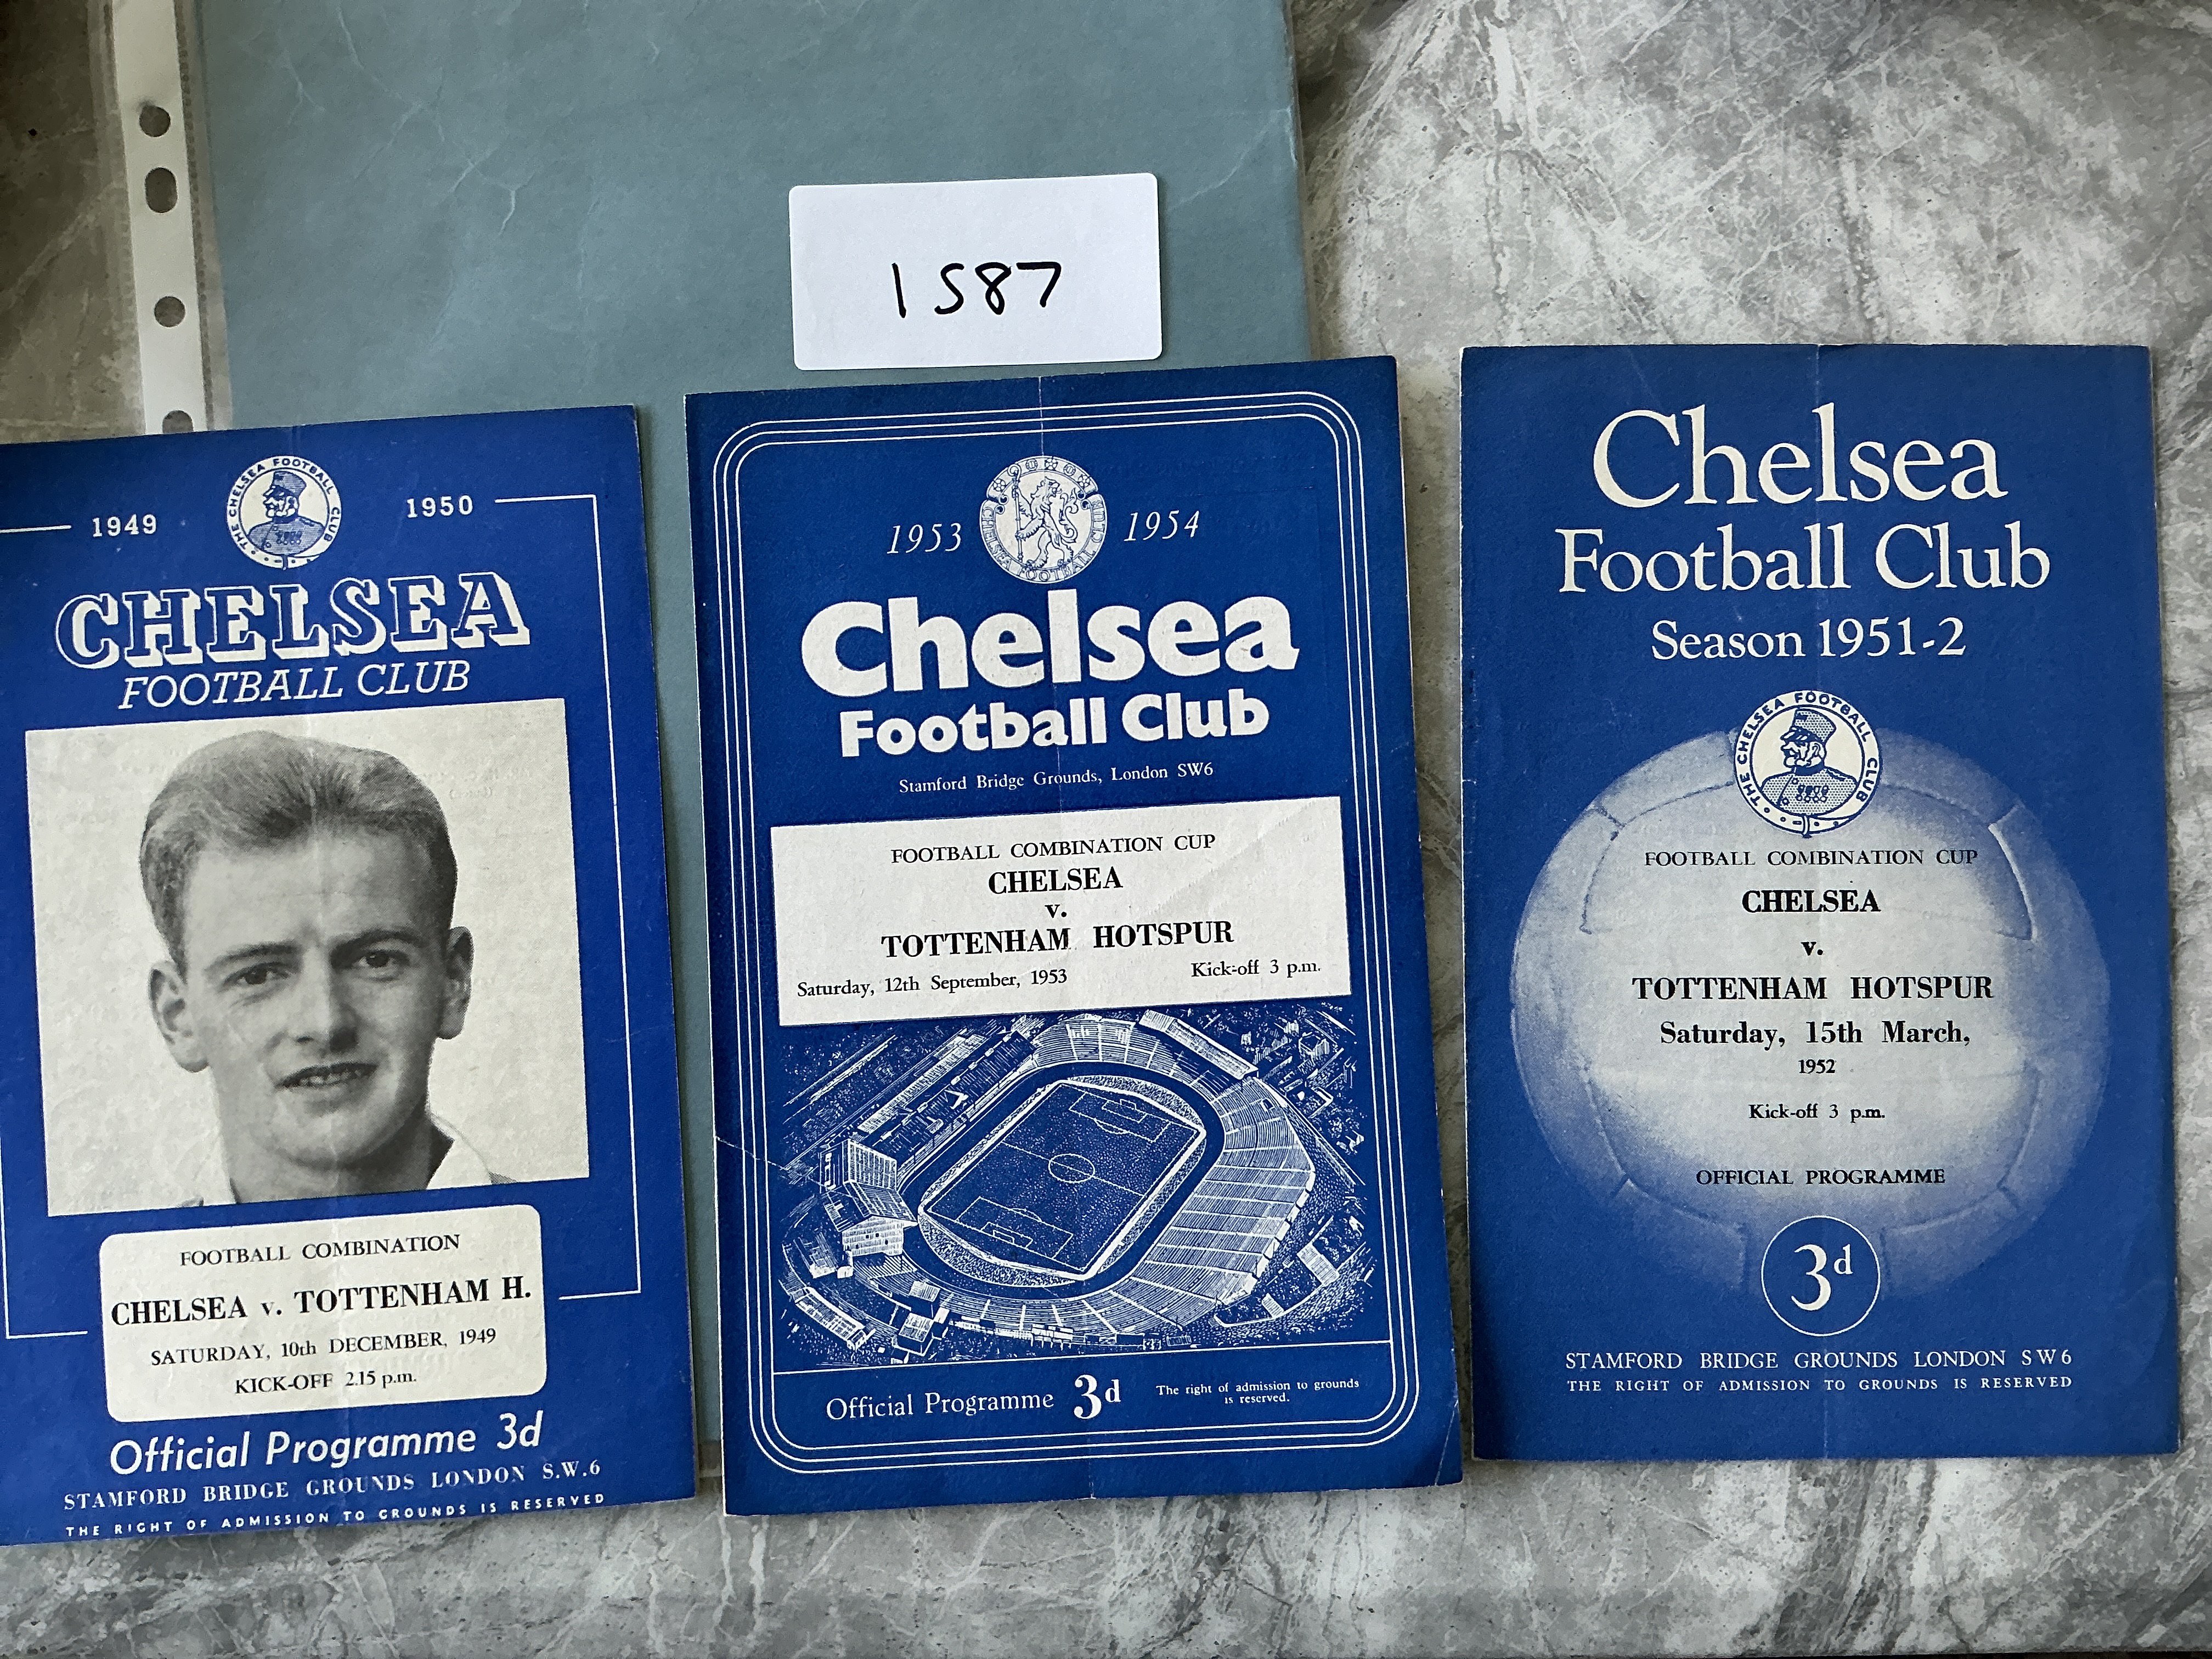 1587
1949 1950
THE CHELSEA FOOTBALL CLUB
CHELSEA
FOOTBALL CLUB
FOOTBALL COMBINATION
CHELSEA v. TOTTENHAM H.
SATURDAY, 10th DECEMBER, 1949
KICK-OFF 2.15 p.m.
Official Programme 3d
STAMFORD BRIDGE GROUNDS LONDON S.W.6
THE RIGHT OF ADMISSION TO GROUNDS IS RESERVED
1953 1954
CHELSEA FOOTBALL CLUB
Chelsea
Football Club
Stamford Bridge Grounds, London SW6
FOOTBALL COMBINATION CUP
CHELSEA
v.
TOTTENHAM HOTSPUR
Saturday, 12th September, 1953 Kick-off 3 p.m.
Official Programme 3d The right of admission to grounds
is reserved.
Chelsea
Football Club
Season 1951-2
THE CHELSEA FOOTBALL CLUB
FOOTBALL COMBINATION CUP
CHELSEA
v.
TOTTENHAM HOTSPUR
Saturday, 15th March,
1952
Kick-off 3 p.m.
OFFICIAL PROGRAMME
3d
STAMFORD BRIDGE GROUNDS LONDON SW6
THE RIGHT OF ADMISSION TO GROUNDS IS RESERVED